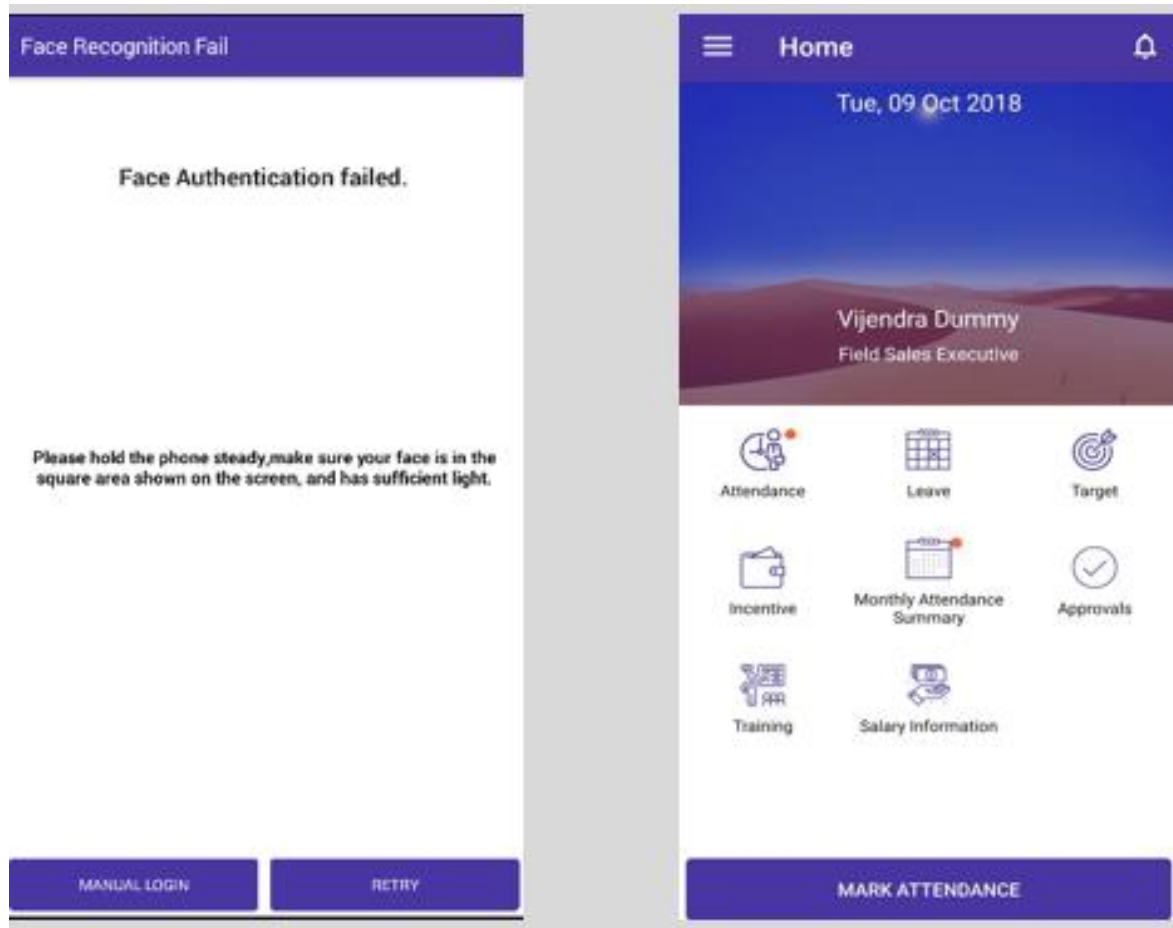 Face Recognition Fail
Face Authentication failed.
Please hold the phone steady,make sure your face is in the
square area shown on the screen, and has sufficient light.
MANUAL LOGIN
RETRY
Home
Tue, 09 Oct 2018
Vijendra Dummy
Field Sales Executive
Attendance
Leave
Target
Incentive
Monthly Attendance
Summary
Approvals
Training
Salary Information
MARK ATTENDANCE